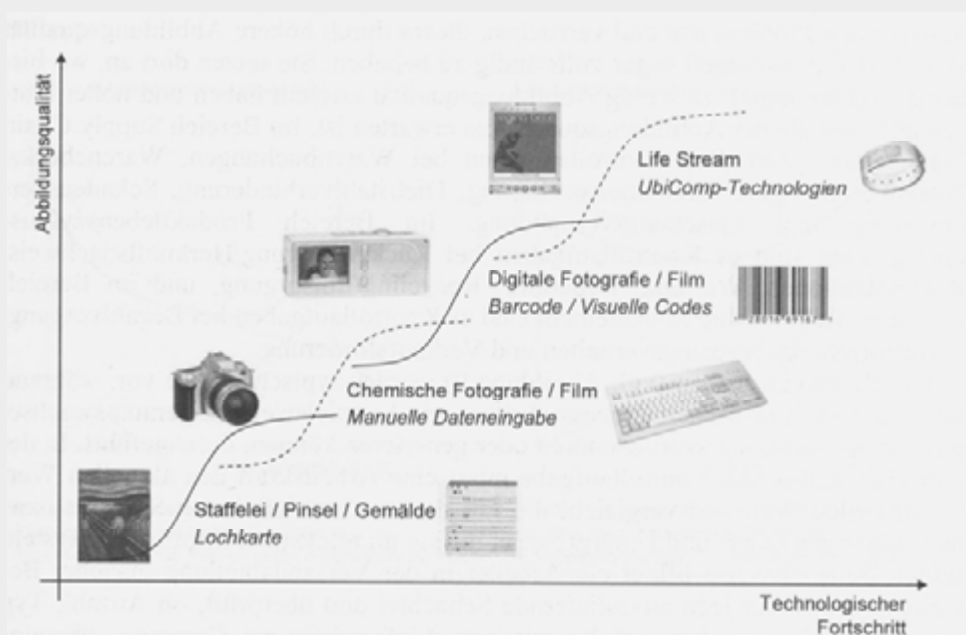 Abbildungsqualität
Life Stream
UbiComp-Technologien
Digitale Fotografie / Film
Barcode / Visuelle Codes
Chemische Fotografie / Film
Manuelle Dateneingabe
Staffelei / Pinsel / Gemälde
Lochkarte
Technologischer
Fortschritt